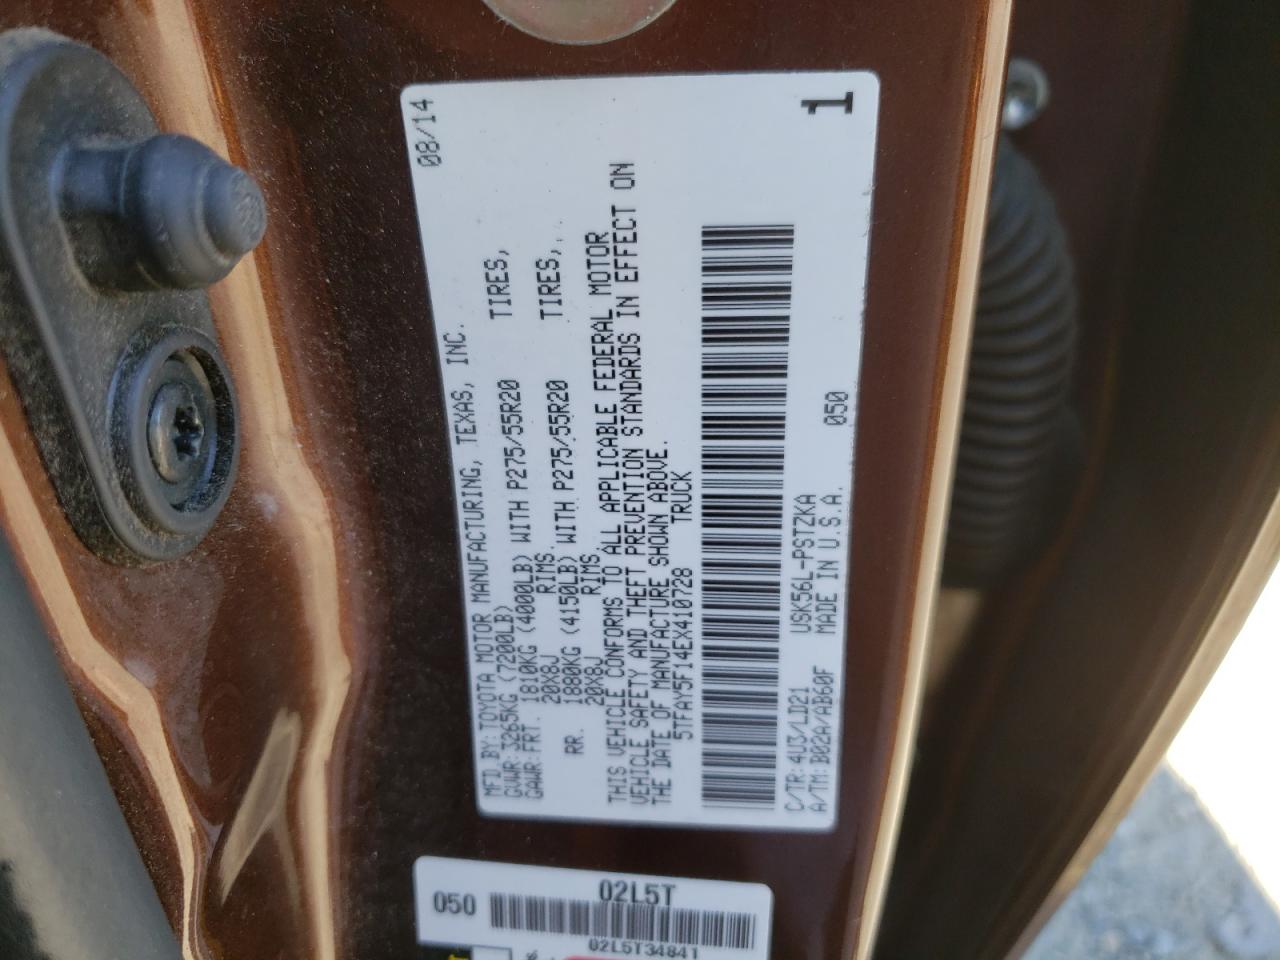 08/14
1
MFD BY:TOYOTA MOTOR MANUFACTURING, TEXAS, INC.
GVWR:3265KG (7200LB)
GAWR:FRT. 1810KG (4000LB) WITH P275/55R20 TIRES,
20X8J RIMS.
RR. 1880KG (4150LB) WITH P275/55R20 TIRES,
20X8J RIMS.
THIS VEHICLE CONFORMS TO ALL APPLICABLE FEDERAL MOTOR
VEHICLE SAFETY AND THEFT PREVENTION STANDARDS IN EFFECT ON
THE DATE OF MANUFACTURE SHOWN ABOVE.
5TFAY5F14EX410728 TRUCK
C/TR:4U3/LD21 USK56L-PSTZKA 050
A/TM:B02A/AB60F MADE IN U.S.A.
02L5T
050
02L5T34841